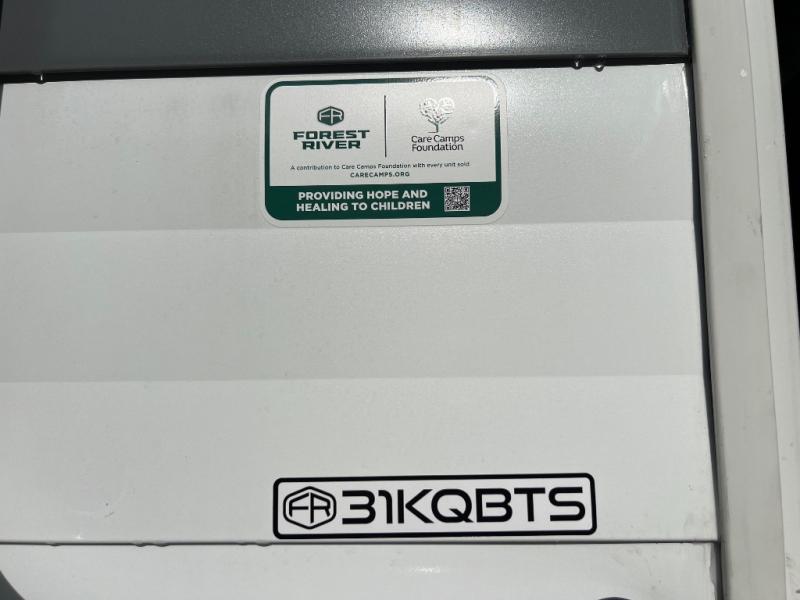 FR
FOREST
RIVER
Care Camps
Foundation
A contribution to Care Camps Foundation with every unit sold.
CARECAMPS.ORG
PROVIDING HOPE AND
HEALING TO CHILDREN
FR 31KQBTS